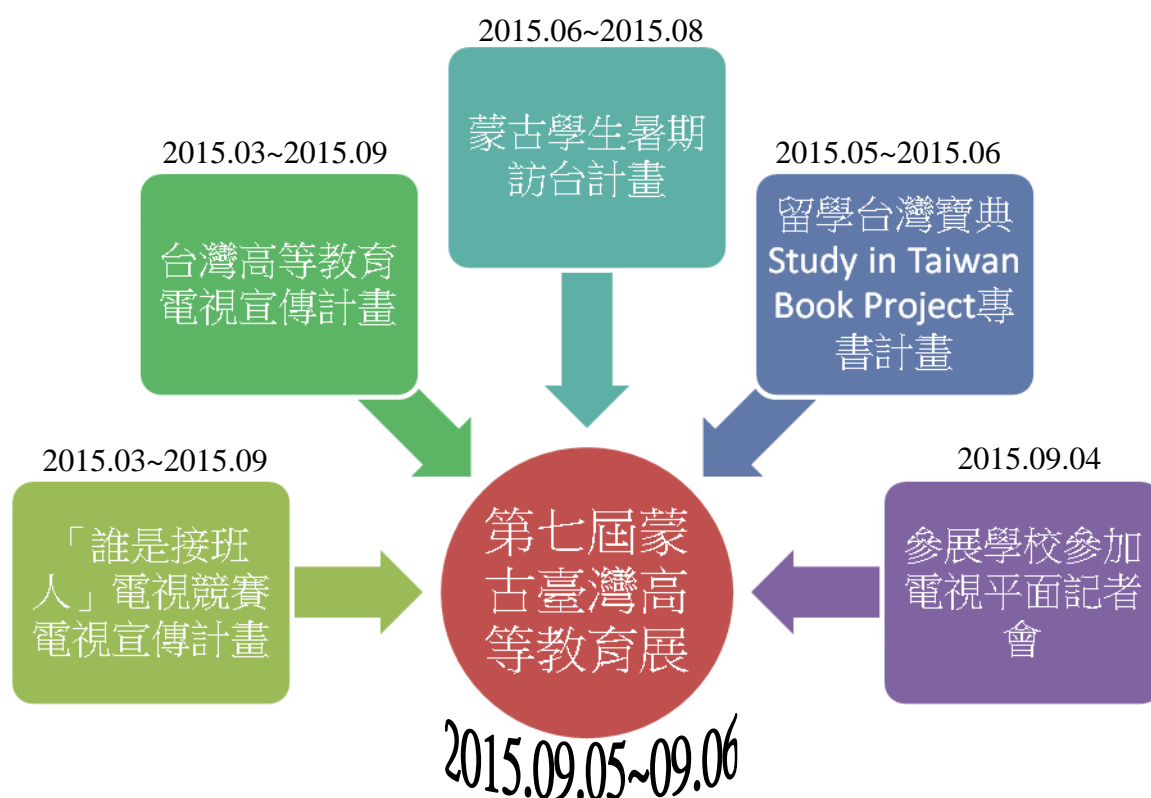 2015.06~2015.08
蒙古學生暑期
訪台計畫
2015.03~2015.09
台灣高等教育
電視宣傳計畫
2015.05~2015.06
留學台灣寶典
Study in Taiwan
Book Project專
書計畫
2015.03~2015.09
「誰是接班
人」電視競賽
電視宣傳計畫
第七屆蒙
古臺灣高
等教育展
2015.09.05~09.06
2015.09.04
參展學校參加
電視平面記者
會